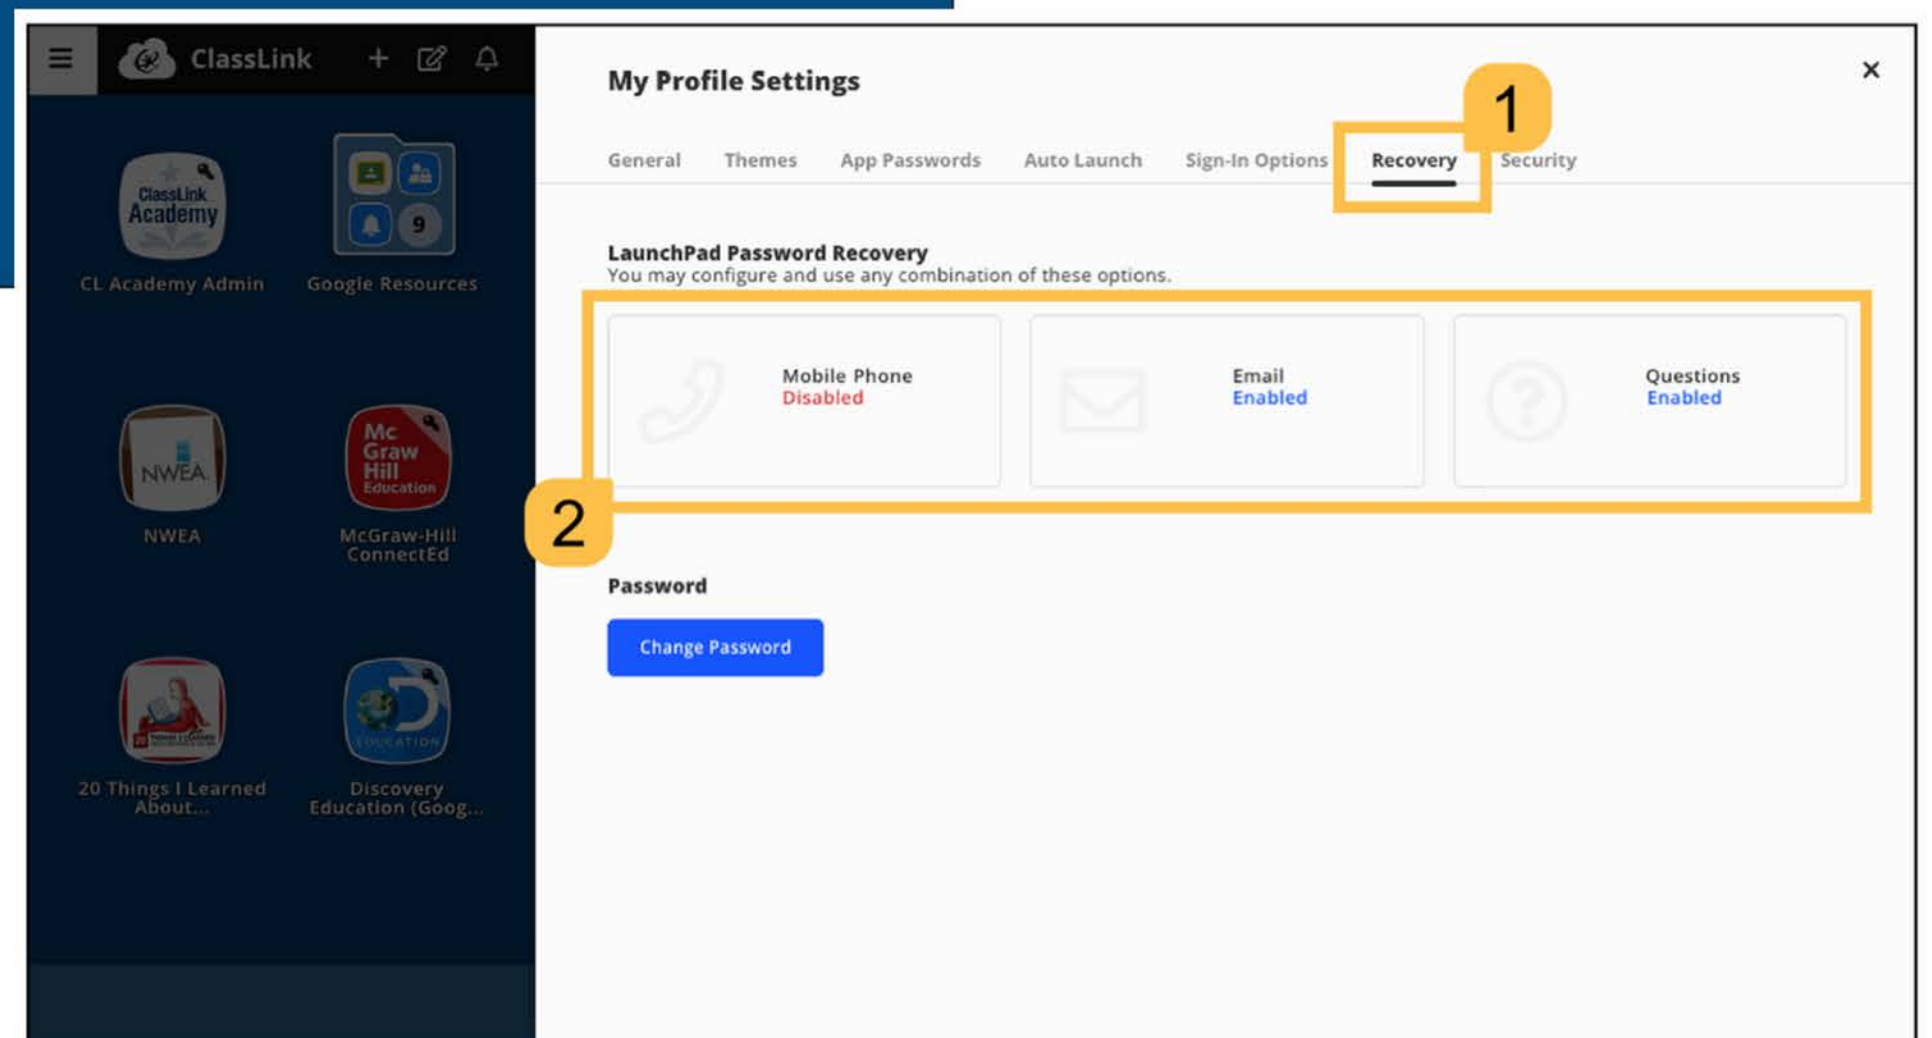 ClassLink
My Profile Settings
1
General Themes App Passwords Auto Launch Sign-In Options Recovery Security
ClassLink
Academy
9
CL Academy Admin
Google Resources
LaunchPad Password Recovery
You may configure and use any combination of these options.
Mobile Phone
Disabled
Email
Enabled
Questions
Enabled
2
NWEA
NWEA
Mc
Graw
Hill
Education
McGraw-Hill
ConnectEd
Password
Change Password
20
20 Things I Learned
About...
D
EDUCATION
Discovery
Education (Goog...